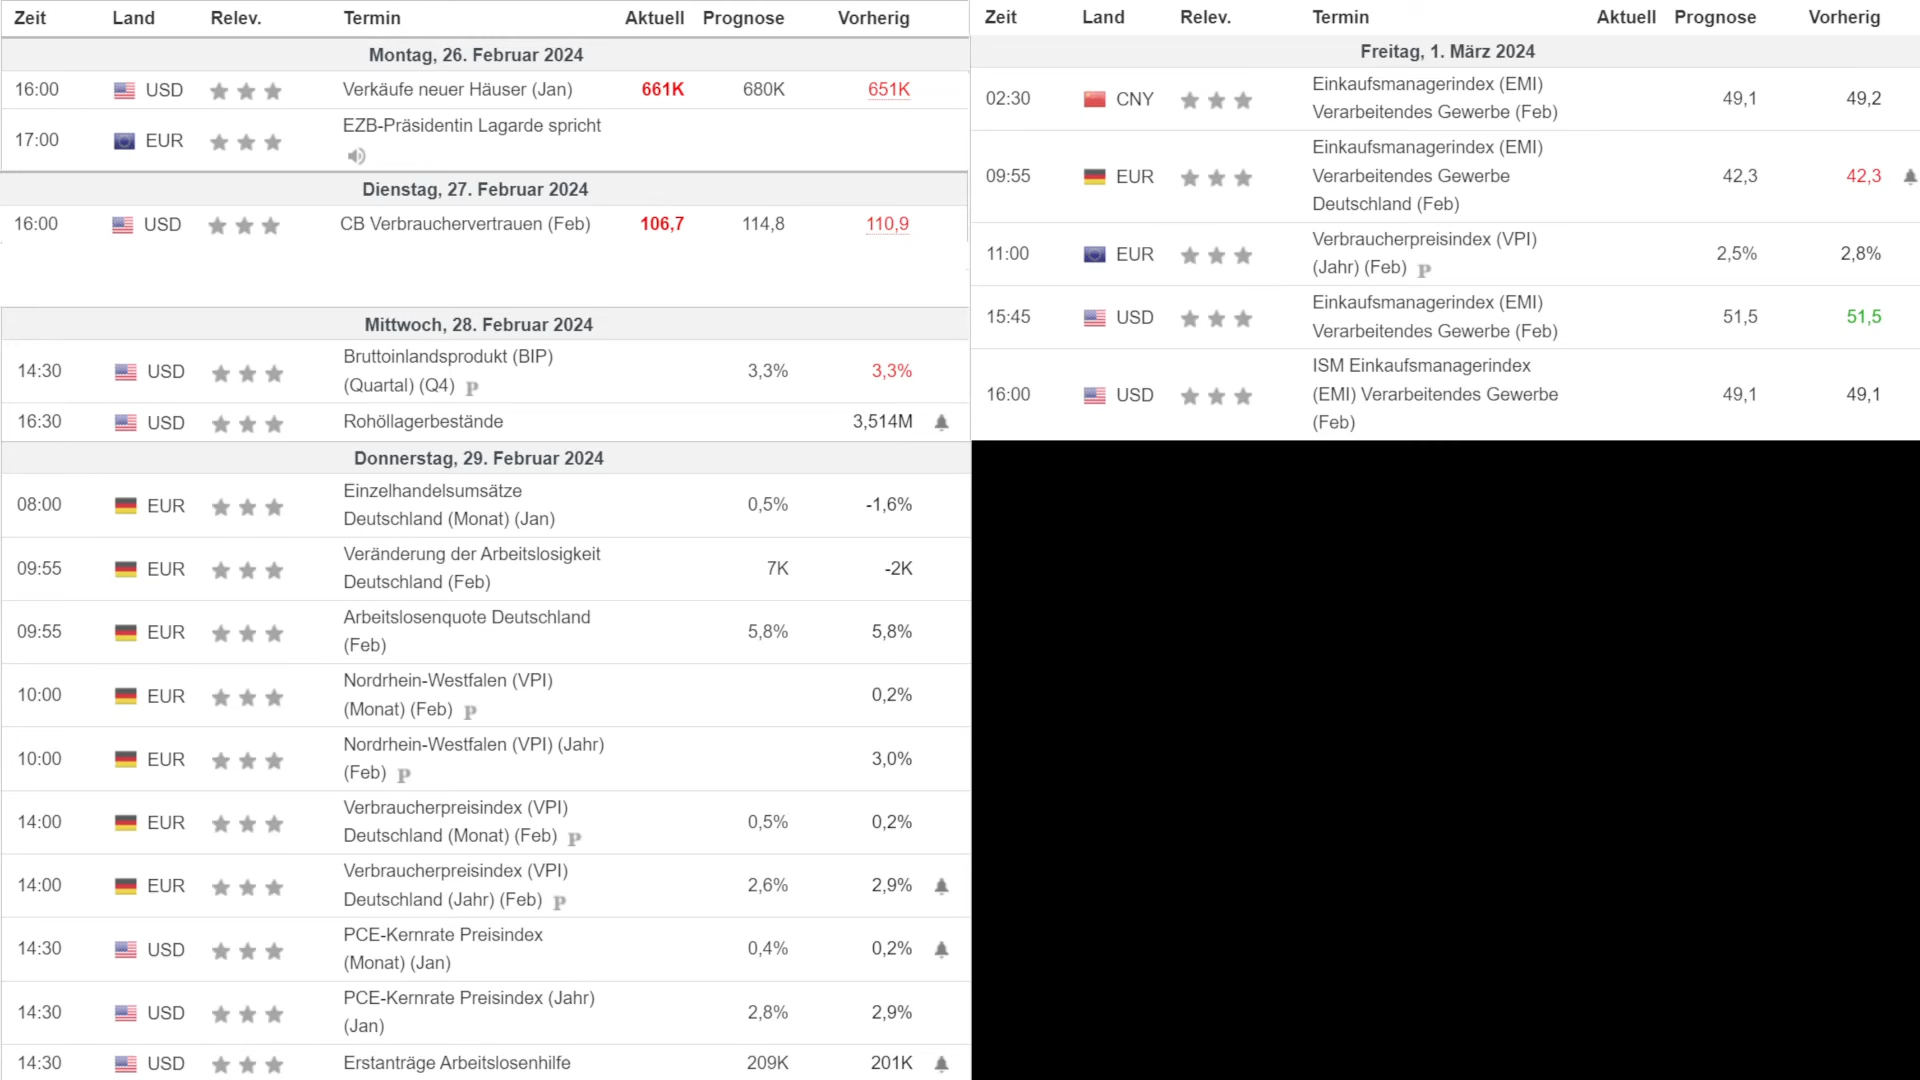 Zeit Land Relev. Termin Aktuell Prognose Vorherig
Montag, 26. Februar 2024
16:00 USD Verkäufe neuer Häuser (Jan) 661K 680K 651K
17:00 EUR EZB-Präsidentin Lagarde spricht
Dienstag, 27. Februar 2024
16:00 USD CB Verbrauchervertrauen (Feb) 106,7 114,8 110,9
Mittwoch, 28. Februar 2024
14:30 USD Bruttoinlandsprodukt (BIP)
(Quartal) (Q4) P 3,3% 3,3%
16:30 USD Rohöllagerbestände 3,514M
Donnerstag, 29. Februar 2024
08:00 EUR Einzelhandelsumsätze
Deutschland (Monat) (Jan) 0,5% -1,6%
09:55 EUR Veränderung der Arbeitslosigkeit
Deutschland (Feb) 7K -2K
09:55 EUR Arbeitslosenquote Deutschland
(Feb) 5,8% 5,8%
10:00 EUR Nordrhein-Westfalen (VPI)
(Monat) (Feb) P 0,2%
10:00 EUR Nordrhein-Westfalen (VPI) (Jahr)
(Feb) P 3,0%
14:00 EUR Verbraucherpreisindex (VPI)
Deutschland (Monat) (Feb) P 0,5% 0,2%
14:00 EUR Verbraucherpreisindex (VPI)
Deutschland (Jahr) (Feb) P 2,6% 2,9%
14:30 USD PCE-Kernrate Preisindex
(Monat) (Jan) 0,4% 0,2%
14:30 USD PCE-Kernrate Preisindex (Jahr)
(Jan) 2,8% 2,9%
14:30 USD Erstanträge Arbeitslosenhilfe 209K 201K
Zeit Land Relev. Termin Aktuell Prognose Vorherig
Freitag, 1. März 2024
02:30 CNY Einkaufsmanagerindex (EMI)
Verarbeitendes Gewerbe (Feb) 49,1 49,2
09:55 EUR Einkaufsmanagerindex (EMI)
Verarbeitendes Gewerbe
Deutschland (Feb) 42,3 42,3
11:00 EUR Verbraucherpreisindex (VPI)
(Jahr) (Feb) P 2,5% 2,8%
15:45 USD Einkaufsmanagerindex (EMI)
Verarbeitendes Gewerbe (Feb) 51,5 51,5
16:00 USD ISM Einkaufsmanagerindex
(EMI) Verarbeitendes Gewerbe
(Feb) 49,1 49,1